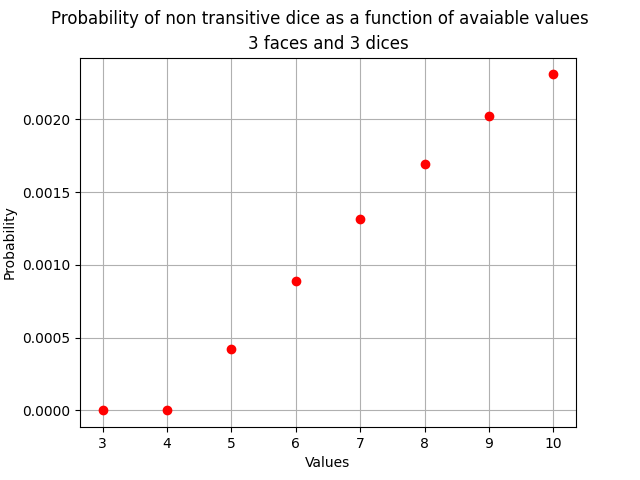 Probability of non transitive dice as a function of avaiable values
3 faces and 3 dices
0.0020
0.0015
0.0010
0.0005
0.0000
Probability
3 4 5 6 7 8 9 10
Values